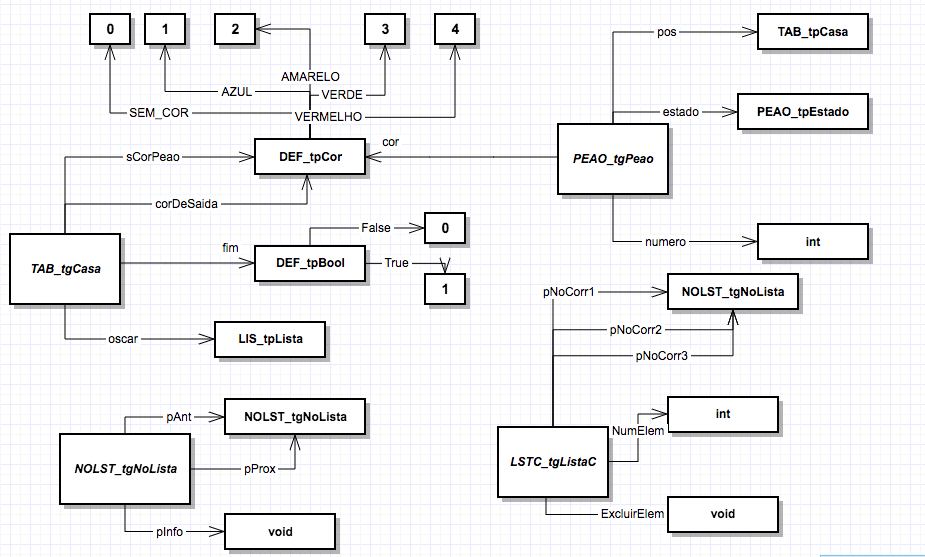 0
1
2
3
4
AMARELO
AZUL
VERDE
SEM_COR
VERMELHO
sCorPeao
DEF_tpCor
cor
corDeSaida
TAB_tgCasa
fim
DEF_tpBool
False
0
True
1
oscar
LIS_tpLista
pos
TAB_tpCasa
estado
PEAO_tpEstado
PEAO_tgPeao
numero
int
pNoCorr1
NOLST_tgNoLista
pNoCorr2
pNoCorr3
NumElem
int
LSTC_tgListaC
ExcluirElem
void
pAnt
NOLST_tgNoLista
NOLST_tgNoLista
pProx
pInfo
void